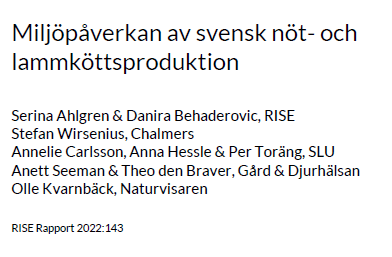 Miljöpåverkan av svensk nöt- och
lammköttsproduktion
Serina Ahlgren & Danira Behaderovic, RISE
Stefan Wirsenius, Chalmers
Annelie Carlsson, Anna Hessle & Per Toräng, SLU
Anett Seeman & Theo den Braver, Gård & Djurhälsan
Olle Kvarnbäck, Naturvisaren
RISE Rapport 2022:143